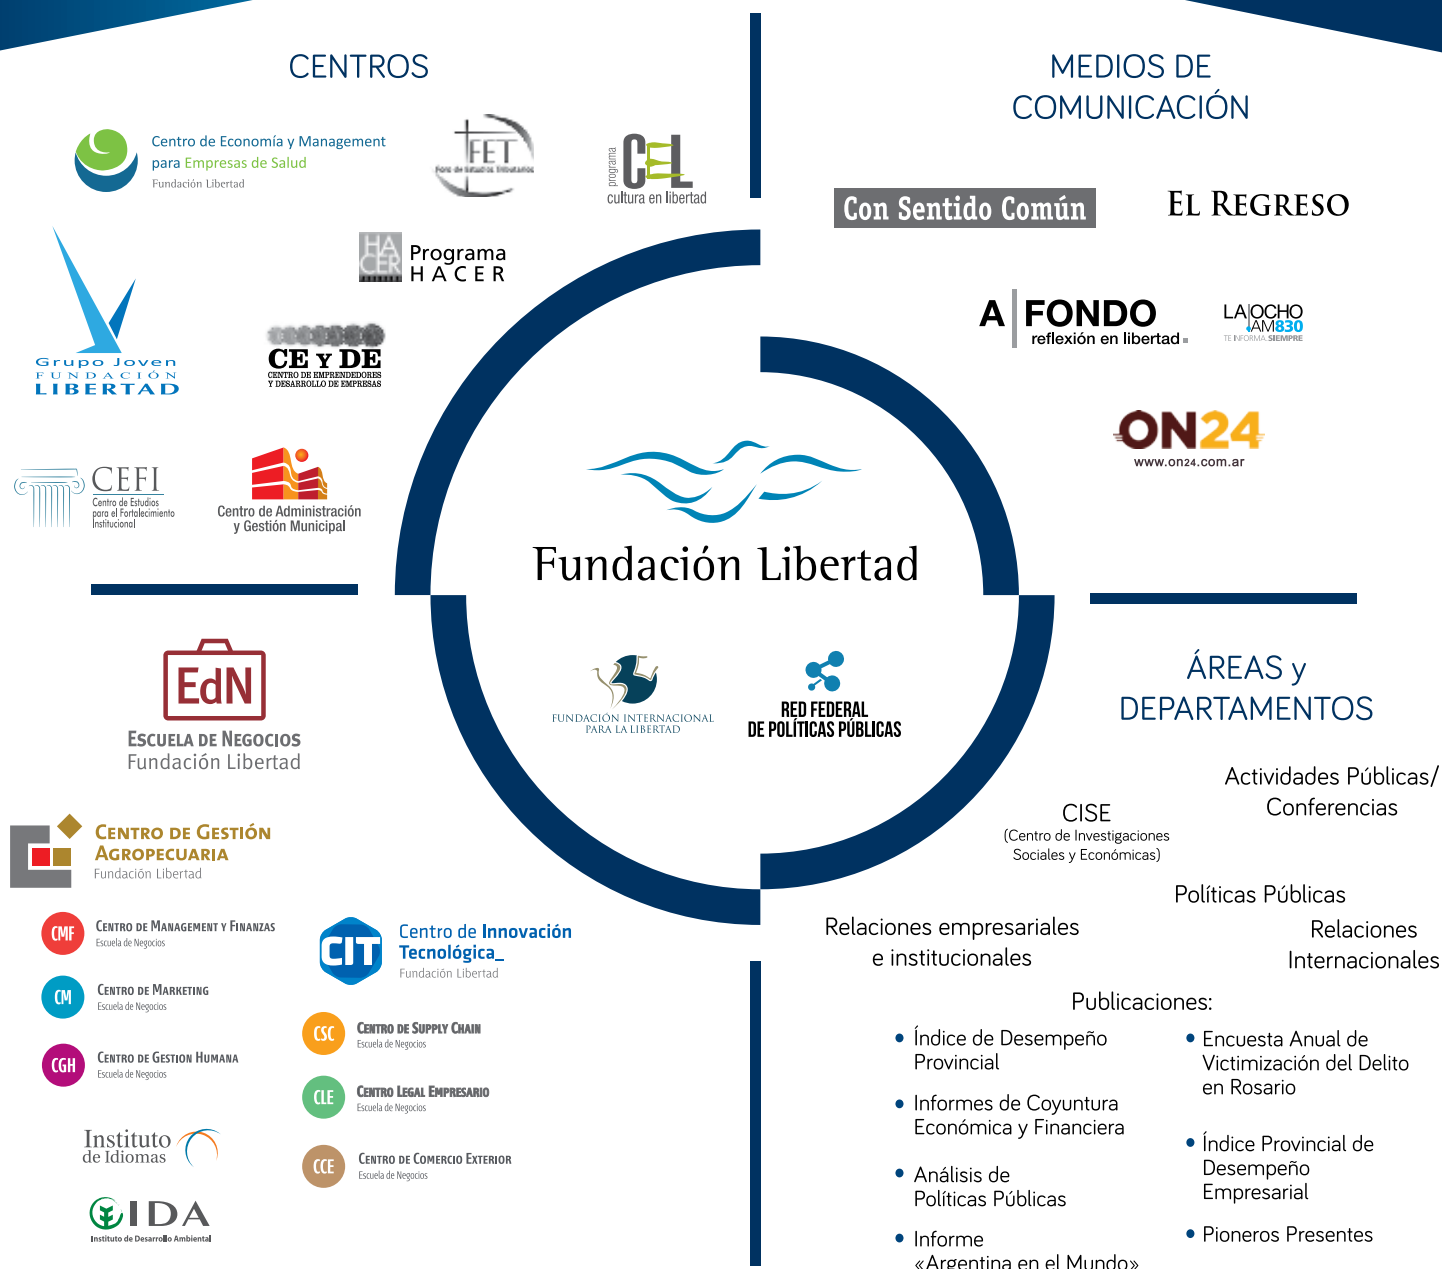 CENTROS
Centro de Economía y Management
para Empresas de Salud
Fundación Libertad
FET
Foro de Estudios Tributarios
programa
CEL
cultura en libertad
HA
CER
Programa
HACER
Grupo Joven
FUNDACIÓN
LIBERTAD
CE Y DE
CENTRO DE EMPRENDEDORES
Y DESARROLLO DE EMPRESAS
CEFI
Centro de Estudios
para el Fortalecimiento
Institucional
Centro de Administración
y Gestión Municipal
MEDIOS DE
COMUNICACIÓN
Con Sentido Común
EL REGRESO
A FONDO
reflexión en libertad
LA OCHO
AM830
TE INFORMA. SIEMPRE
ON24
www.on24.com.ar
Fundación Libertad
FUNDACIÓN INTERNACIONAL
PARA LA LIBERTAD
RED FEDERAL
DE POLÍTICAS PÚBLICAS
EdN
ESCUELA DE NEGOCIOS
Fundación Libertad
CENTRO DE GESTIÓN
AGROPECUARIA
Fundación Libertad
CMF
CENTRO DE MANAGEMENT Y FINANZAS
Escuela de Negocios
CM
CENTRO DE MARKETING
Escuela de Negocios
CGH
CENTRO DE GESTION HUMANA
Escuela de Negocios
Instituto
de Idiomas
IDA
Instituto de Desarrollo Ambiental
CIT
Centro de Innovación
Tecnológica_
Fundación Libertad
CSC
CENTRO DE SUPPLY CHAIN
Escuela de Negocios
CLE
CENTRO LEGAL EMPRESARIO
Escuela de Negocios
CCE
CENTRO DE COMERCIO EXTERIOR
Escuela de Negocios
ÁREAS y
DEPARTAMENTOS
Actividades Públicas/
Conferencias
CISE
(Centro de Investigaciones
Sociales y Económicas)
Políticas Públicas
Relaciones empresariales
e institucionales
Relaciones
Internacionales
Publicaciones:
• Índice de Desempeño
Provincial
• Informes de Coyuntura
Económica y Financiera
• Análisis de
Políticas Públicas
• Informe
«Argentina en el Mundo»
• Encuesta Anual de
Victimización del Delito
en Rosario
• Índice Provincial de
Desempeño
Empresarial
• Pioneros Presentes